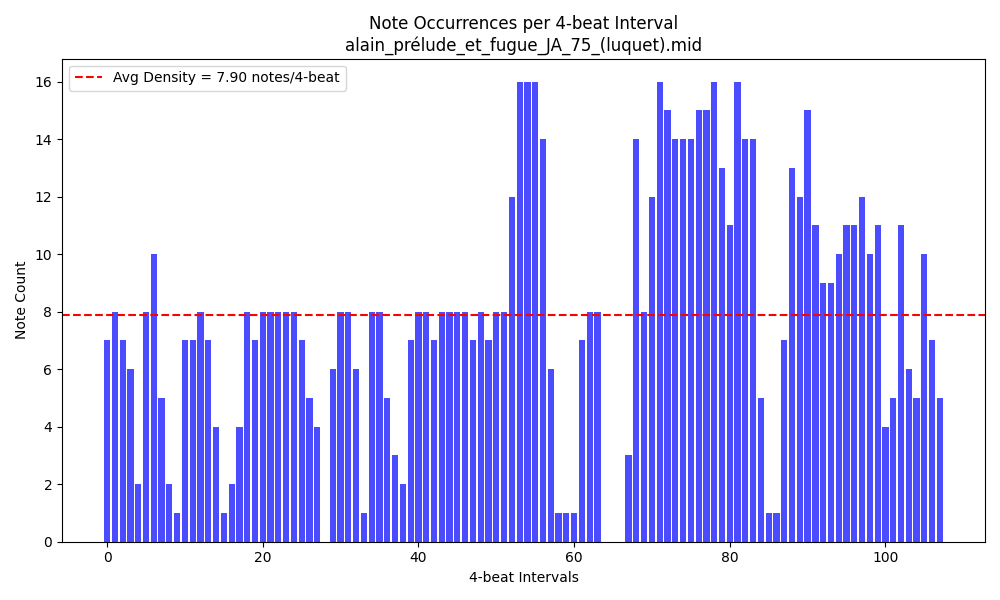 Note Occurrences per 4-beat Interval
alain_prélude_et_fugue_JA_75_(luquet).mid
Avg Density = 7.90 notes/4-beat
Note Count
16
14
12
10
8
6
4
2
0
0 20 40 60 80 100
4-beat Intervals